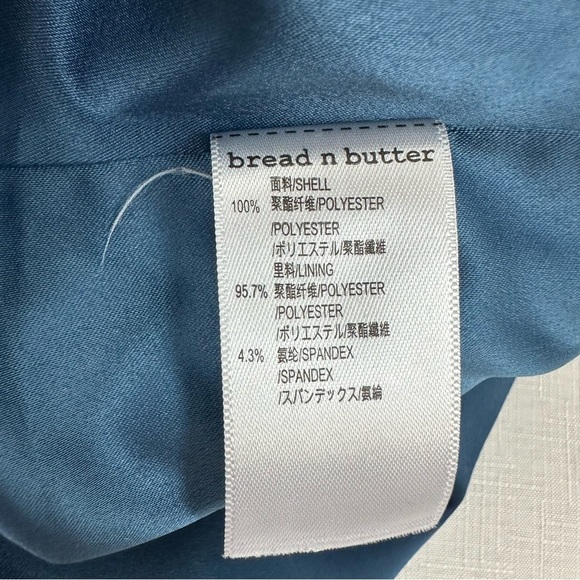 bread n butter
面料/SHELL
100% 聚酯纤维/POLYESTER
/POLYESTER
/ポリエステル/聚酯纖維
里料/LINING
95.7% 聚酯纤维/POLYESTER
/POLYESTER
/ポリエステル/聚酯纖維
4.3% 氨纶/SPANDEX
/SPANDEX
/スパンデックス/氨綸